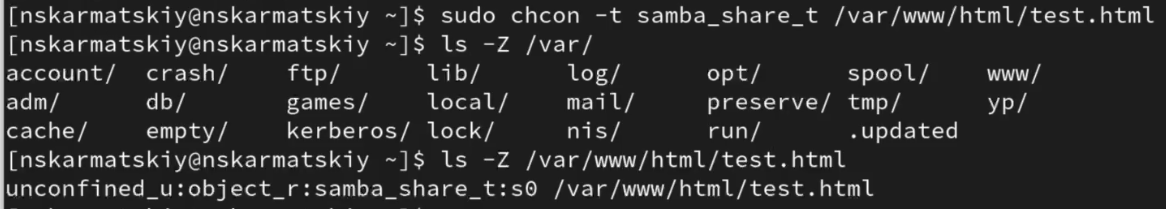 [nskarmatskiy@nskarmatskiy ~]$ sudo chcon -t samba_share_t /var/www/html/test.html
[nskarmatskiy@nskarmatskiy ~]$ ls -Z /var/
account/ crash/ ftp/ lib/ log/ opt/ spool/ www/
adm/ db/ games/ local/ mail/ preserve/ tmp/ yp/
cache/ empty/ kerberos/ lock/ nis/ run/ .updated
[nskarmatskiy@nskarmatskiy ~]$ ls -Z /var/www/html/test.html
unconfined_u:object_r:samba_share_t:s0 /var/www/html/test.html